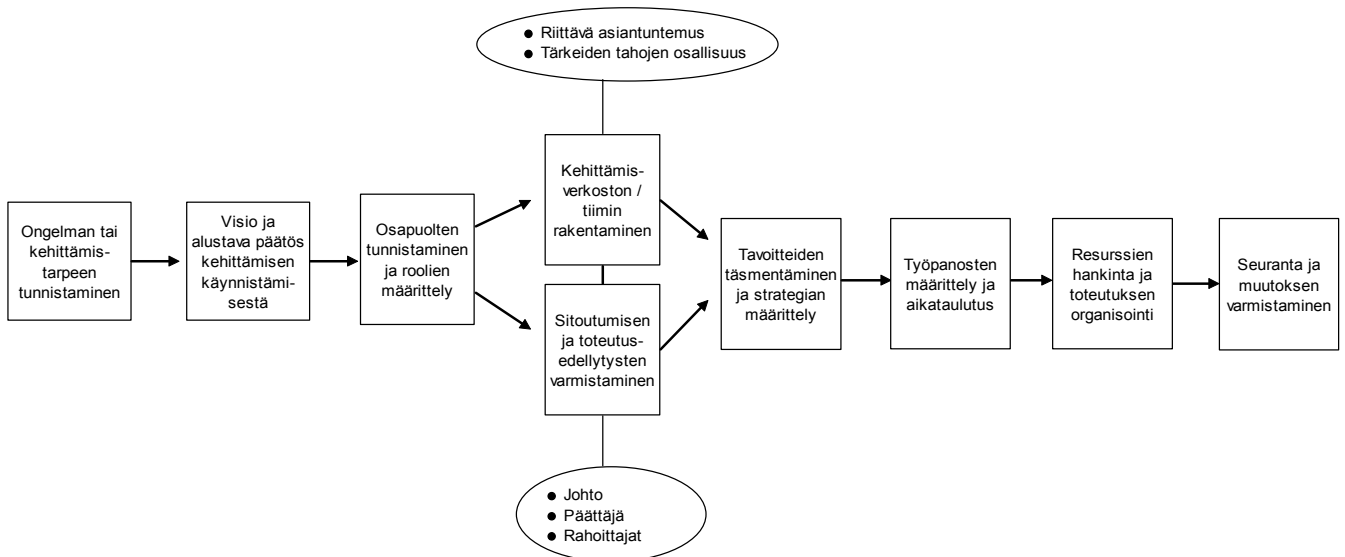 ● Riittävä asiantuntemus
● Tärkeiden tahojen osallisuus
Ongelman tai
kehittämis-
tarpeen
tunnistaminen
Visio ja
alustava päätös
kehittämisen
käynnistämi-
sestä
Osapuolten
tunnistaminen
ja roolien
määrittely
Kehittämis-
verkoston /
tiimin
rakentaminen
Sitoutumisen
ja toteutus-
edellytysten
varmistaminen
Tavoitteiden
täsmentäminen
ja strategian
määrittely
Työpanosten
määrittely ja
aikataulutus
Resurssien
hankinta ja
toteutuksen
organisointi
Seuranta ja
muutoksen
varmistaminen
● Johto
● Päättäjä
● Rahoittajat